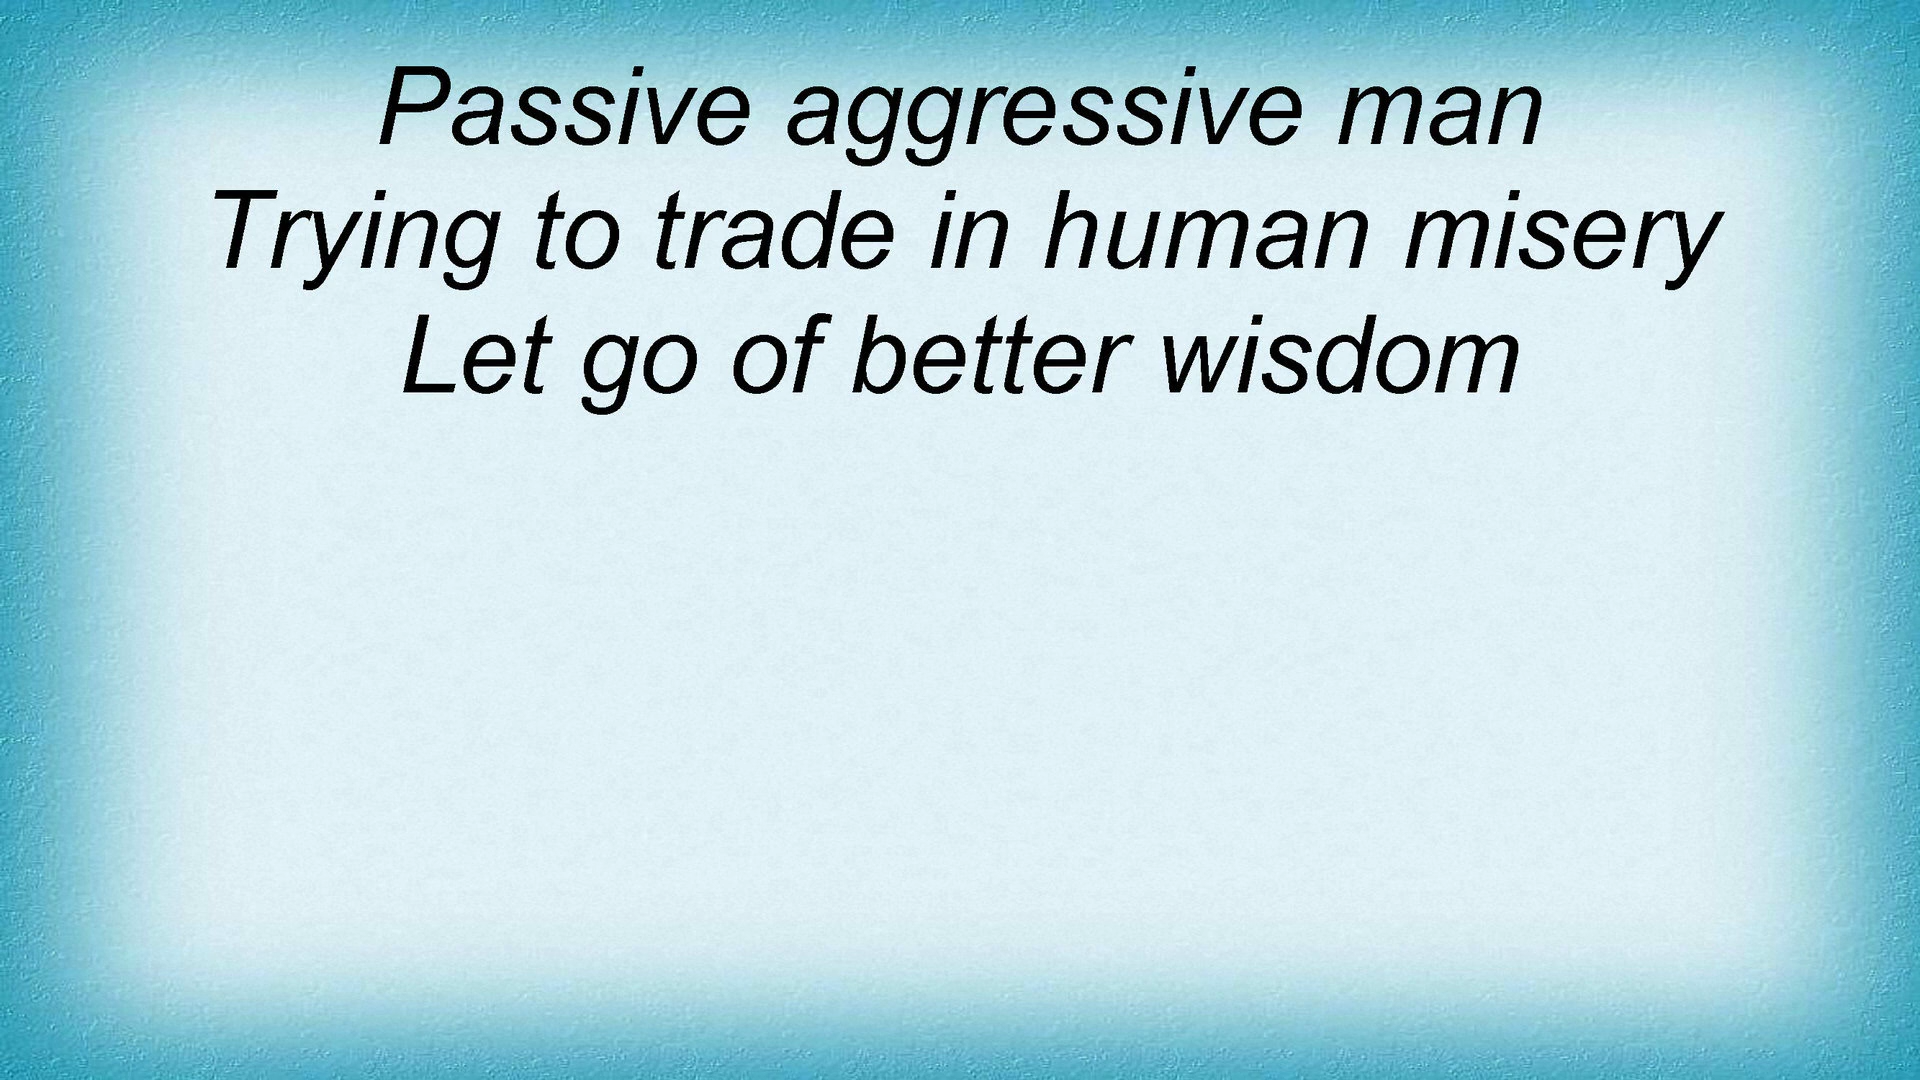 Passive aggressive man
Trying to trade in human misery
Let go of better wisdom